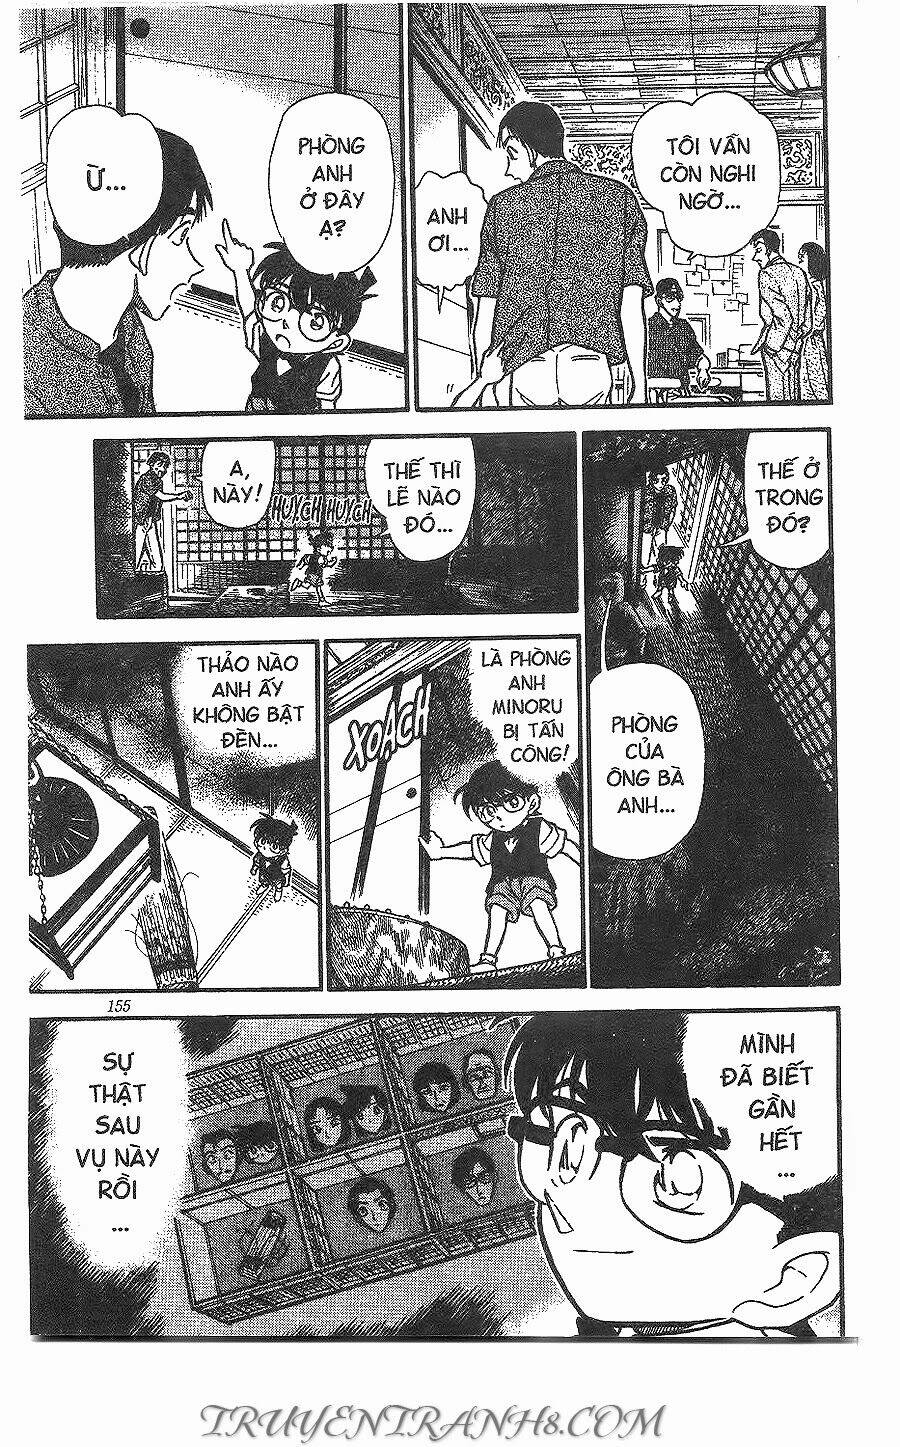 TÔI VẪN
CÒN NGHI
NGỜ...
ANH
ƠI...
PHÒNG
ANH
Ở ĐÂY
Ạ?
Ừ...
THẾ Ở
TRONG
ĐÓ?
PHÒNG
CỦA
ÔNG BÀ
ANH...
THẾ THÌ
LẼ NÀO
ĐÓ...
HUỲCH HUỲCH
A,
NÀY!
LÀ PHÒNG
ANH
MINORU
BỊ TẤN
CÔNG!
XOẠCH
THẢO NÀO
ANH ẤY
KHÔNG BẬT
ĐÈN...
155
MÌNH
ĐÃ BIẾT
GẦN
HẾT
...
SỰ
THẬT
SAU
VỤ NÀY
RỒI
...
TRUYENTRANH8.COM